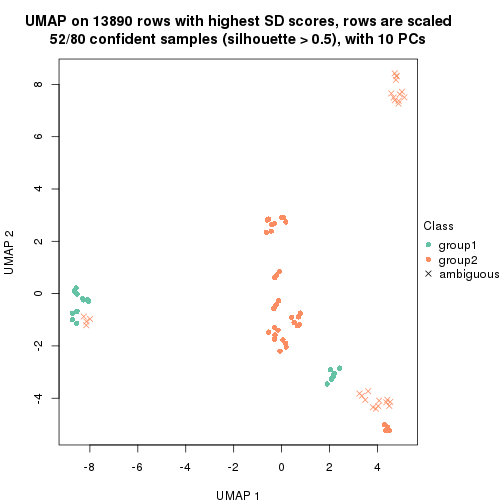 UMAP on 13890 rows with highest SD scores, rows are scaled
52/80 confident samples (silhouette > 0.5), with 10 PCs
8
6
4
2
0
-2
-4
UMAP 2
-8
-6
-4
-2
0
2
4
UMAP 1
Class
group1
group2
ambiguous